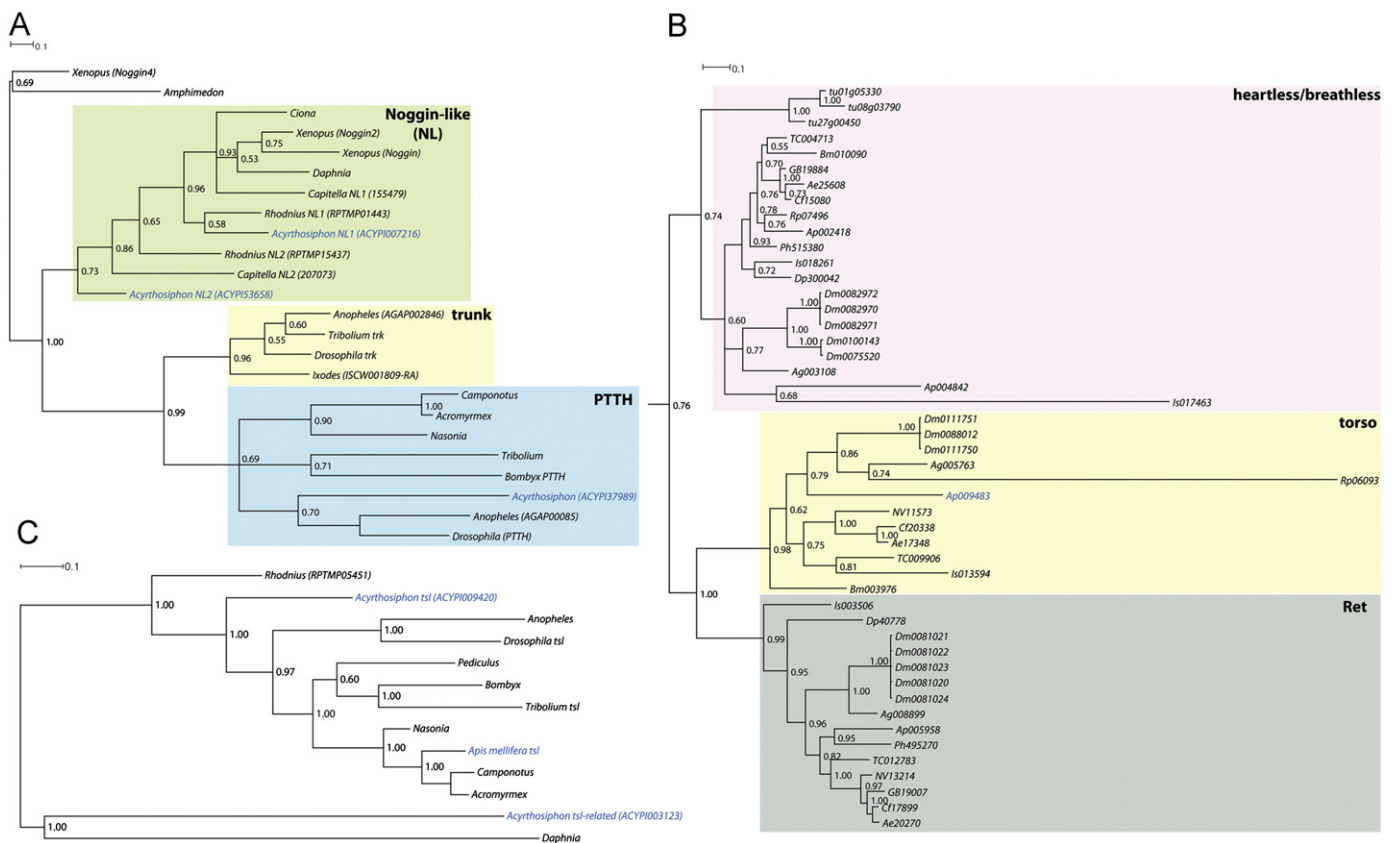 A
0.1
Xenopus (Noggin4)
0.69
Amphimedon
Noggin-like
(NL)
Ciona
Xenopus (Noggin2)
0.75
0.93
0.53
Xenopus (Noggin)
Daphnia
0.96
Capitella NL1 (155479)
0.65
Rhodnius NL1 (RPTMP01443)
0.58
Acyrthosiphon NL1 (ACYPI007216)
0.86
Rhodnius NL2 (RPTMP15437)
0.73
Capitella NL2 (207073)
Acyrthosiphon NL2 (ACYPI53658)
1.00
trunk
Anopheles (AGAP002846)
0.60
0.55
Tribolium trk
0.96
Drosophila trk
Ixodes (ISCW001809-RA)
0.99
PTTH
Camponotus
1.00
Acromyrmex
0.90
Nasonia
0.69
Tribolium
0.71
Bombyx PTTH
Acyrthosiphon (ACYPI37989)
0.70
Anopheles (AGAP00085)
Drosophila (PTTH)
C
0.1
Rhodnius (RPTMP05451)
1.00
Acyrthosiphon tsl (ACYPI009420)
1.00
Anopheles
1.00
Drosophila tsl
0.97
Pediculus
0.60
Bombyx
1.00
Tribolium tsl
1.00
Nasonia
1.00
Apis mellifera tsl
1.00
Camponotus
Acromyrmex
Acyrthosiphon tsl-related (ACYPI003123)
1.00
Daphnia
B
0.1
heartless/breathless
tu01g05330
1.00
tu08g03790
1.00
tu27g00450
TC004713
0.55
Bm010090
0.70
GB19884
1.00
Ae25608
0.76
0.73
Cf15080
0.74
0.78
Rp07496
0.76
Ap002418
0.93
Ph515380
Is018261
0.72
Dp300042
Dm0082972
1.00
Dm0082970
0.60
Dm0082971
1.00
Dm0100143
1.00
0.77
Dm0075520
Ag003108
Ap004842
0.68
Is017463
0.76
torso
Dm0111751
1.00
Dm0088012
Dm0111750
0.86
Ag005763
0.79
0.74
Rp06093
Ap009483
0.62
NV11573
1.00
Cf20338
1.00
0.98
0.75
Ae17348
TC009906
0.81
Is013594
Bm003976
1.00
Ret
Is003506
0.99
Dp40778
Dm0081021
Dm0081022
1.00
0.95
Dm0081023
Dm0081020
1.00
Dm0081024
Ag008899
0.96
Ap005958
0.95
Ph495270
0.82
TC012783
1.00
NV13214
0.97
GB19007
1.00
Cf17899
Ae20270